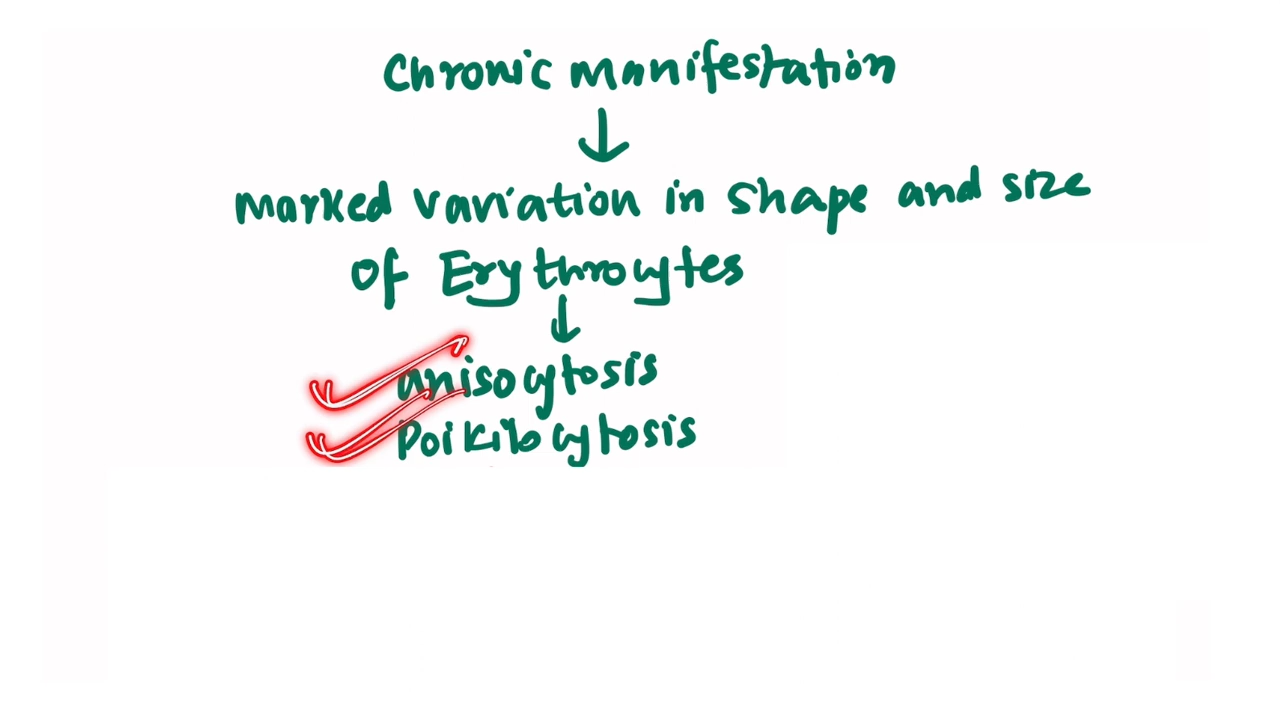 Chronic manifestation
↓
Marked variation in shape and size
of Erythrocytes
↓
anisocytosis
Poikilocytosis